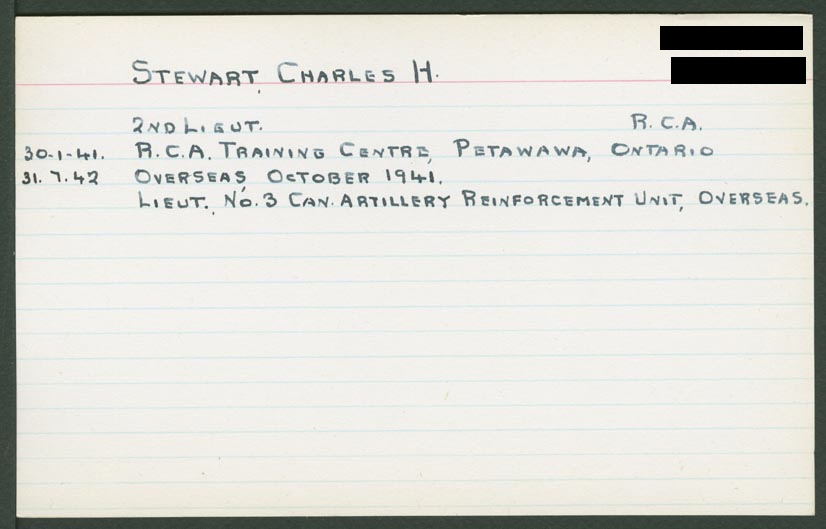 STEWART, CHARLES H.
2ND LIEUT. R.C.A.
30-1-41. R.C.A. TRAINING CENTRE, PETAWAWA, ONTARIO
31.7.42 OVERSEAS, OCTOBER 1941.
LIEUT., NO.3 CAN. ARTILLERY REINFORCEMENT UNIT, OVERSEAS.